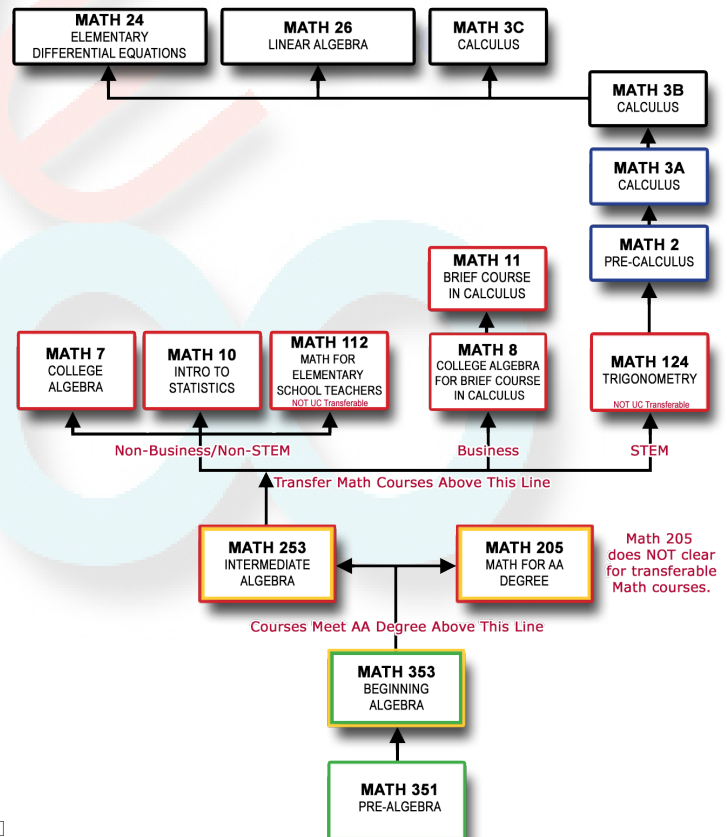 MATH 24
ELEMENTARY
DIFFERENTIAL EQUATIONS
MATH 26
LINEAR ALGEBRA
MATH 3C
CALCULUS
MATH 3B
CALCULUS
MATH 3A
CALCULUS
MATH 2
PRE-CALCULUS
MATH 11
BRIEF COURSE
IN CALCULUS
MATH 7
COLLEGE
ALGEBRA
MATH 10
INTRO TO
STATISTICS
MATH 112
MATH FOR
ELEMENTARY
SCHOOL TEACHERS
NOT UC Transferable
MATH 8
COLLEGE ALGEBRA
FOR BRIEF COURSE
IN CALCULUS
MATH 124
TRIGONOMETRY
NOT UC Transferable
Non-Business/Non-STEM
Business
STEM
Transfer Math Courses Above This Line
MATH 253
INTERMEDIATE
ALGEBRA
MATH 205
MATH FOR AA
DEGREE
Math 205
does NOT clear
for transferable
Math courses.
Courses Meet AA Degree Above This Line
MATH 353
BEGINNING
ALGEBRA
MATH 351
PRE-ALGEBRA